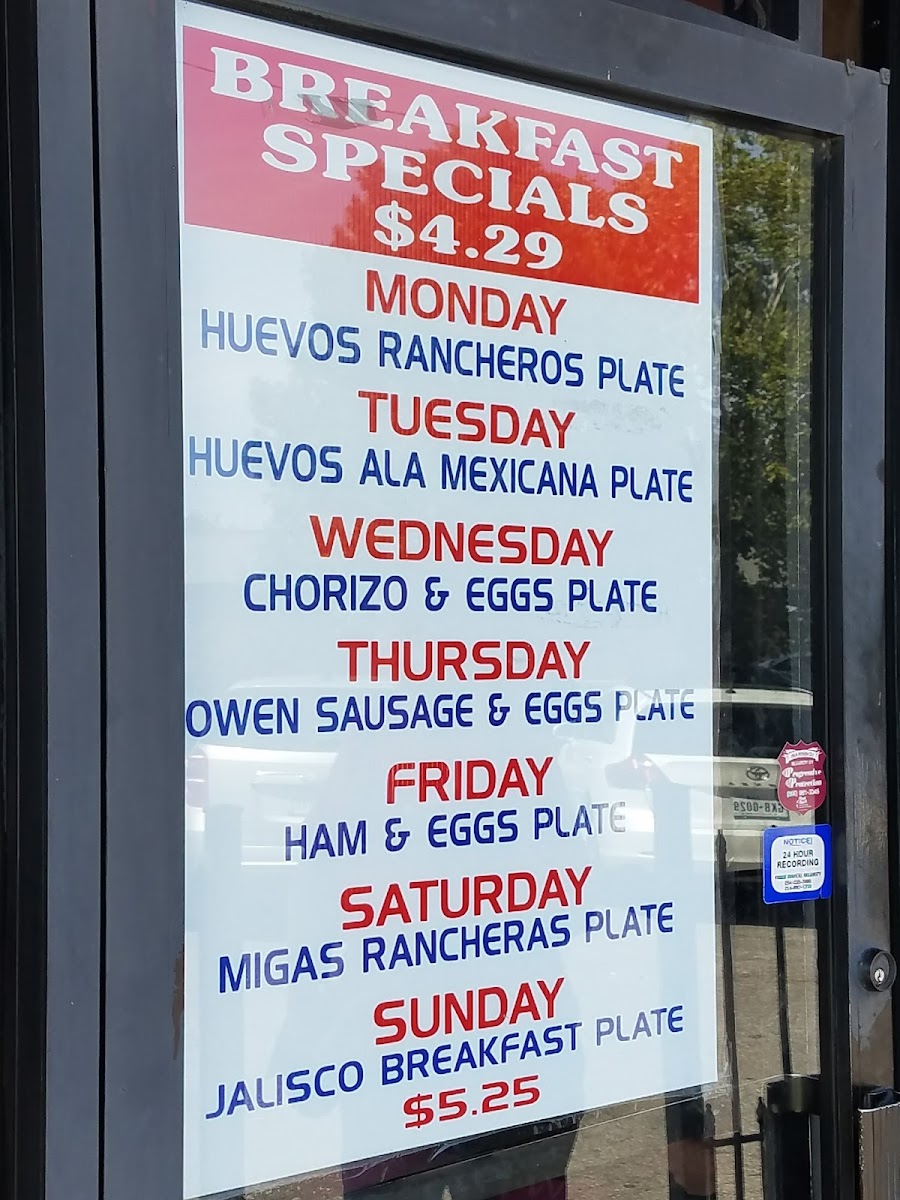 BREAKFAST
SPECIALS
$4.29
MONDAY
HUEVOS RANCHEROS PLATE
TUESDAY
HUEVOS ALA MEXICANA PLATE
WEDNESDAY
CHORIZO & EGGS PLATE
THURSDAY
OWEN SAUSAGE & EGGS PLATE
FRIDAY
HAM & EGGS PLATE
SATURDAY
MIGAS RANCHERAS PLATE
SUNDAY
JALISCO BREAKFAST PLATE
$5.25
Progressive
Protection
NOTICE!
24 HOUR
RECORDING